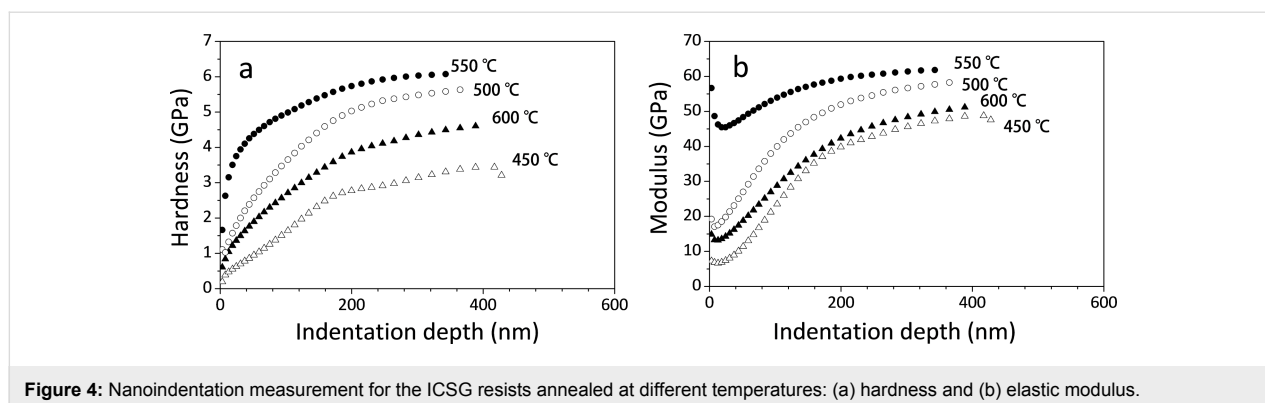 a
Hardness (GPa)
7
6
5
4
3
2
1
0
550 ℃
500 ℃
600 ℃
450 ℃
0 200 400 600
Indentation depth (nm)
b
Modulus (GPa)
70
60
50
40
30
20
10
0
550 ℃
500 ℃
600 ℃
450 ℃
0 200 400 600
Indentation depth (nm)
Figure 4: Nanoindentation measurement for the ICSG resists annealed at different temperatures: (a) hardness and (b) elastic modulus.